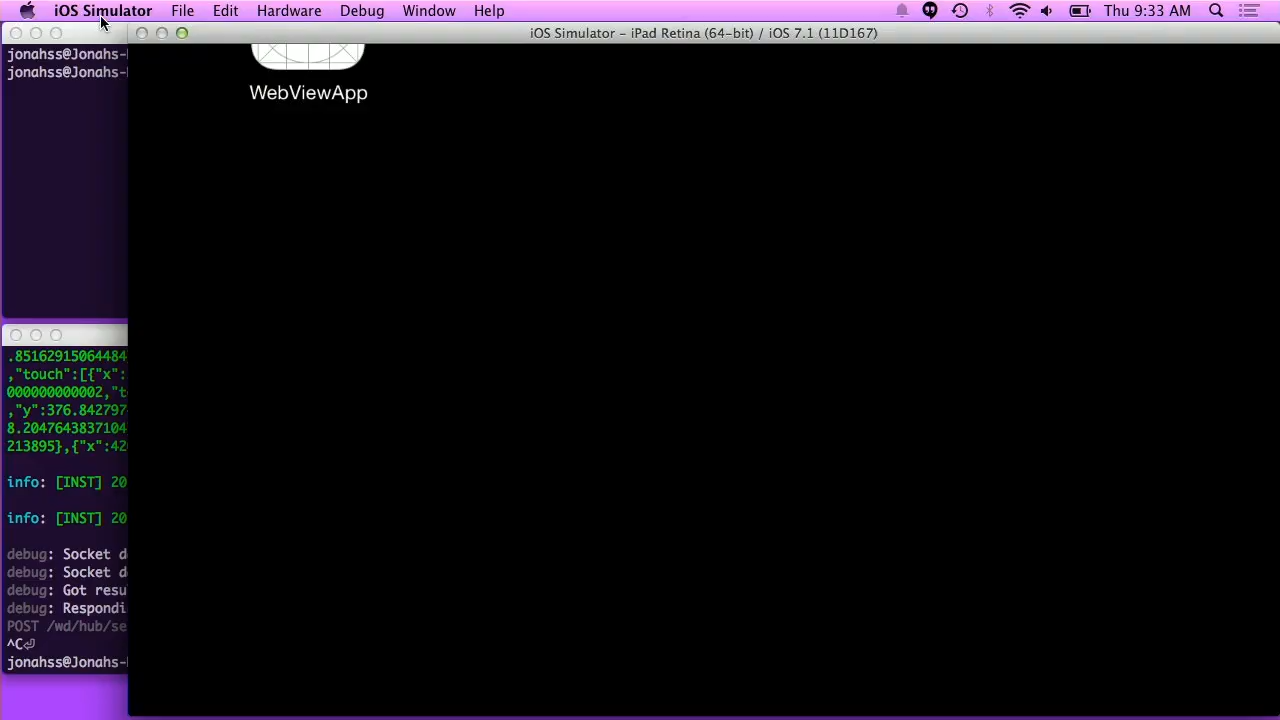 iOS Simulator File Edit Hardware Debug Window Help Thu 9:33 AM
iOS Simulator – iPad Retina (64-bit) / iOS 7.1 (11D167)
jonahss@Jonahs-
jonahss@Jonahs-
WebViewApp
.85162915064484
,"touch":[{"x":
000000000002,"t
,"y":376.842797
8.2047643837104
213895},{"x":42
info: [INST] 20
info: [INST] 20
debug: Socket d
debug: Socket d
debug: Got resu
debug: Respondi
POST /wd/hub/se
^C
jonahss@Jonahs-